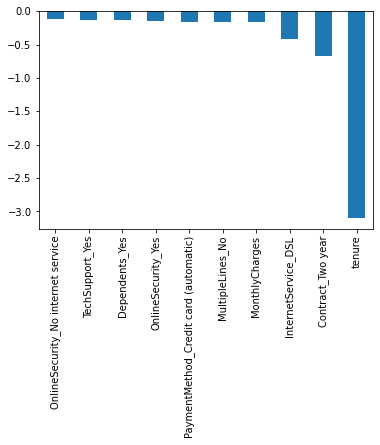 0.0
−0.5
−1.0
−1.5
−2.0
−2.5
−3.0
OnlineSecurity_No internet service
TechSupport_Yes
Dependents_Yes
OnlineSecurity_Yes
PaymentMethod_Credit card (automatic)
MultipleLines_No
MonthlyCharges
InternetService_DSL
Contract_Two year
tenure